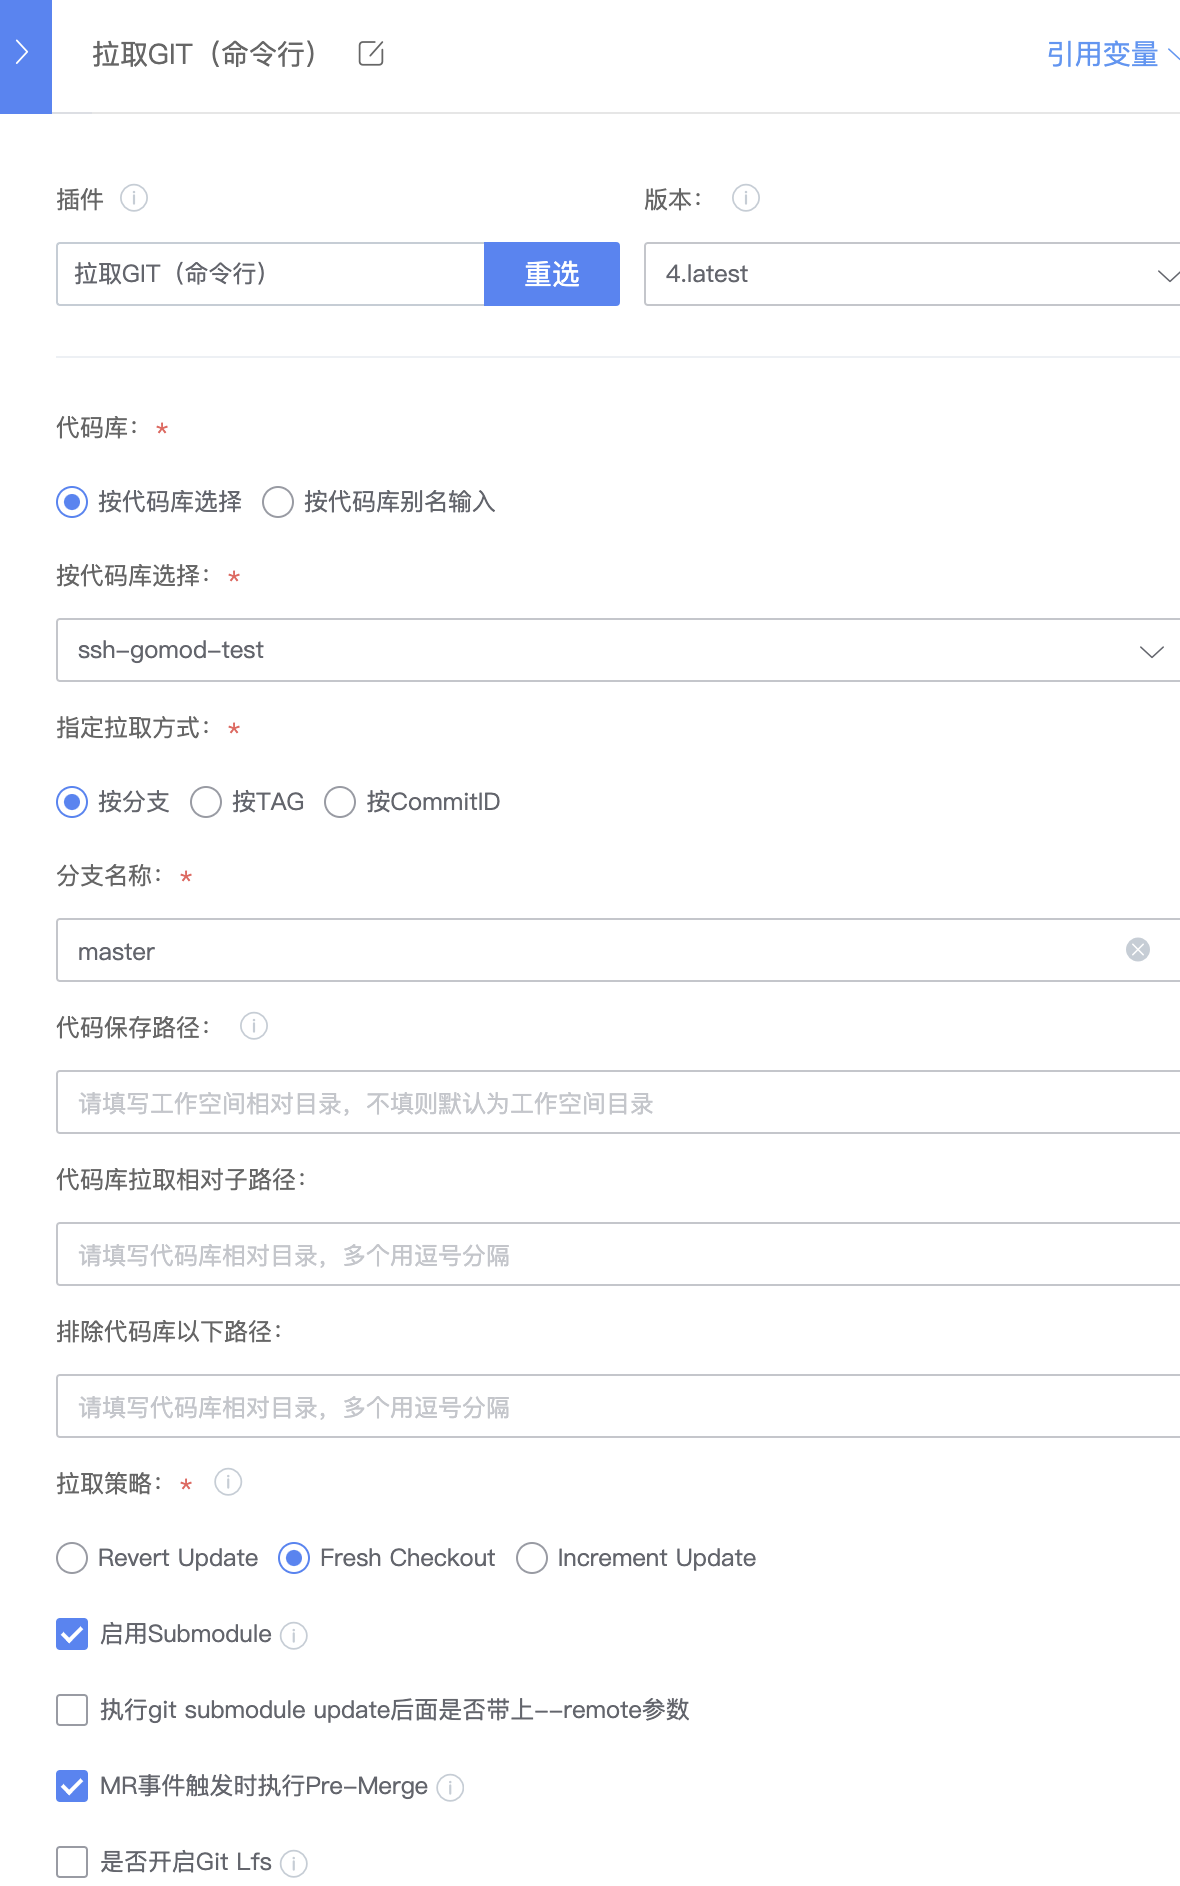 拉取GIT（命令行）
引用变量
插件
版本：
拉取GIT（命令行）
重选
4.latest
代码库： *
按代码库选择 按代码库别名输入
按代码库选择： *
ssh-gomod-test
指定拉取方式： *
按分支 按TAG 按CommitID
分支名称： *
master
代码保存路径：
请填写工作空间相对目录，不填则默认为工作空间目录
代码库拉取相对子路径：
请填写代码库相对目录，多个用逗号分隔
排除代码库以下路径：
请填写代码库相对目录，多个用逗号分隔
拉取策略： *
Revert Update Fresh Checkout Increment Update
启用Submodule
执行git submodule update后面是否带上--remote参数
MR事件触发时执行Pre-Merge
是否开启Git Lfs